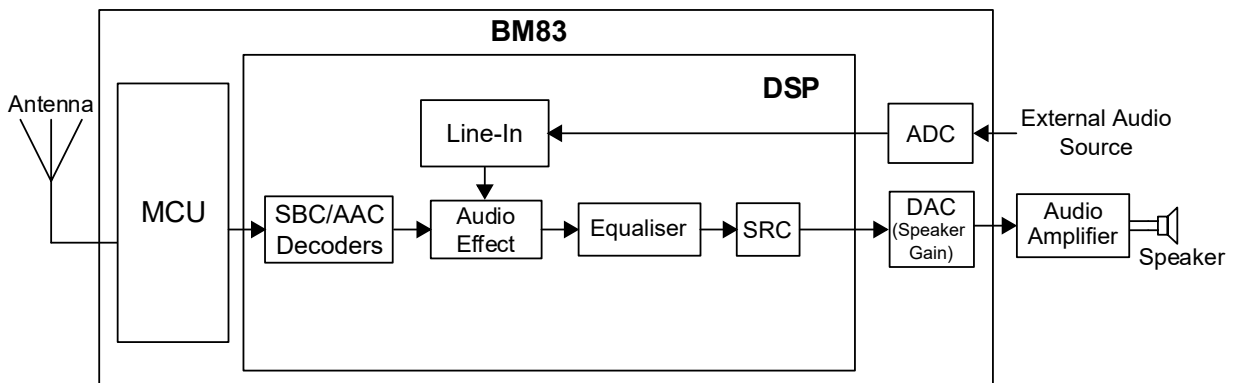 BM83
DSP
Antenna
Line-In
ADC
External Audio
Source
MCU
SBC/AAC
Decoders
Audio
Effect
Equaliser
SRC
DAC
(Speaker
Gain)
Audio
Amplifier
Speaker